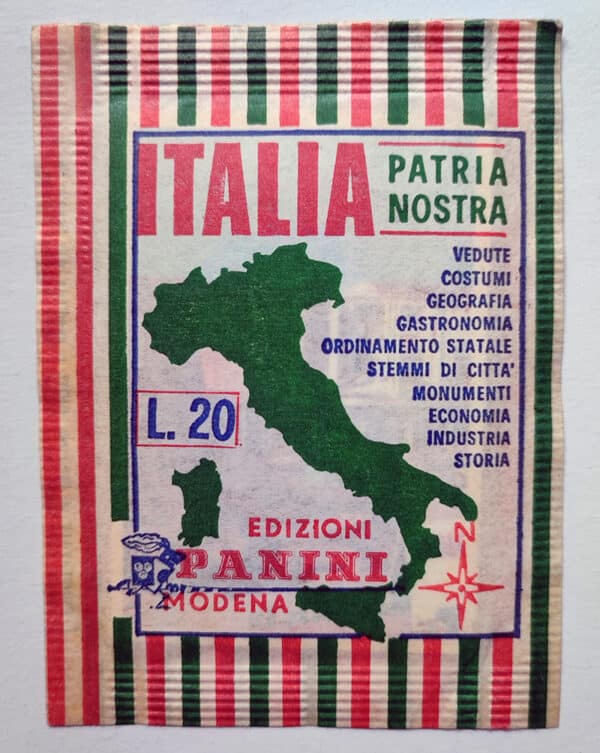 ITALIA
PATRIA
NOSTRA
VEDUTE
COSTUMI
GEOGRAFIA
GASTRONOMIA
ORDINAMENTO STATALE
STEMMI DI CITTA'
MONUMENTI
ECONOMIA
INDUSTRIA
STORIA
L. 20
EDIZIONI
PANINI
MODENA
N